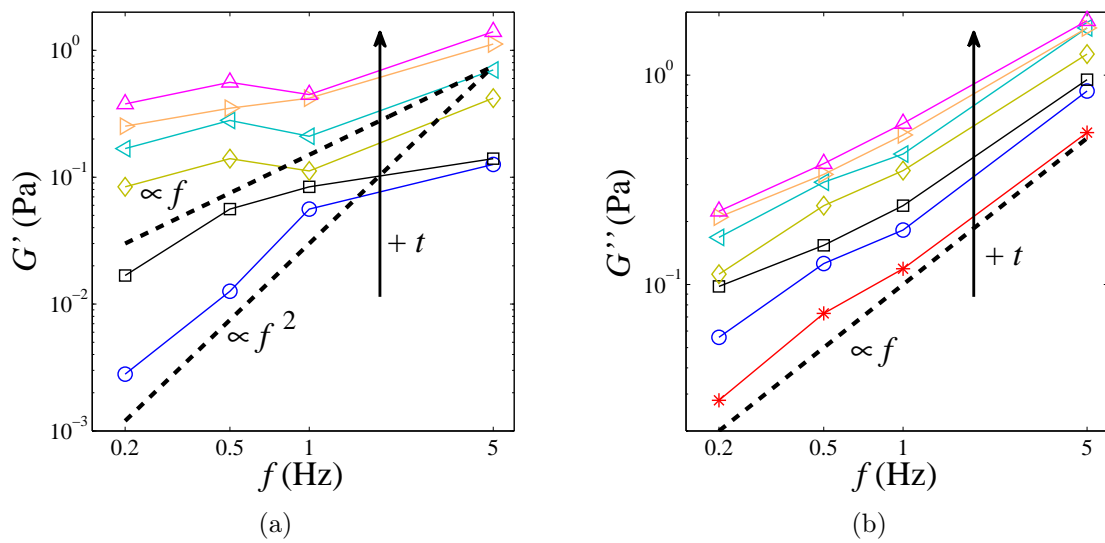 10^0
10^-1
10^-2
10^-3
G' (Pa)
∝ f
∝ f^2
+ t
0.2 0.5 1 5
f (Hz)
(a)
10^0
10^-1
G'' (Pa)
∝ f
+ t
0.2 0.5 1 5
f (Hz)
(b)